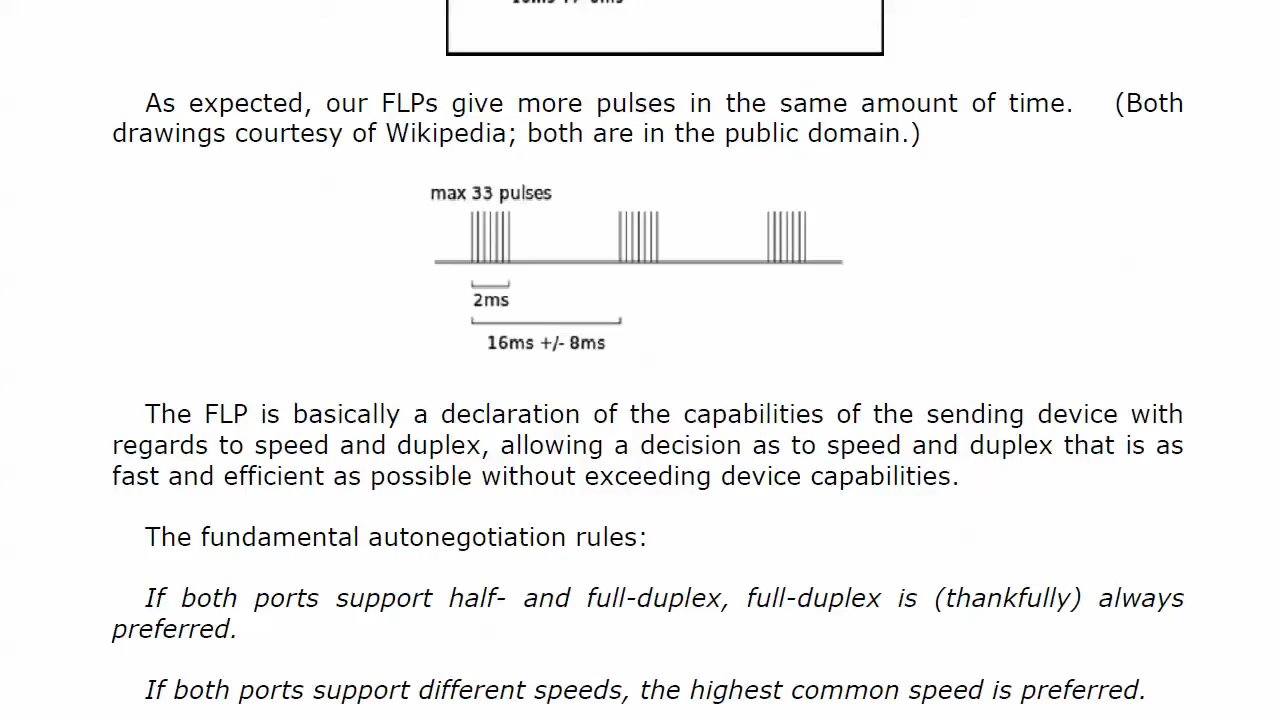 As expected, our FLPs give more pulses in the same amount of time. (Both
drawings courtesy of Wikipedia; both are in the public domain.)
max 33 pulses
2ms
16ms +/- 8ms
The FLP is basically a declaration of the capabilities of the sending device with
regards to speed and duplex, allowing a decision as to speed and duplex that is as
fast and efficient as possible without exceeding device capabilities.
The fundamental autonegotiation rules:
If both ports support half- and full-duplex, full-duplex is (thankfully) always
preferred.
If both ports support different speeds, the highest common speed is preferred.